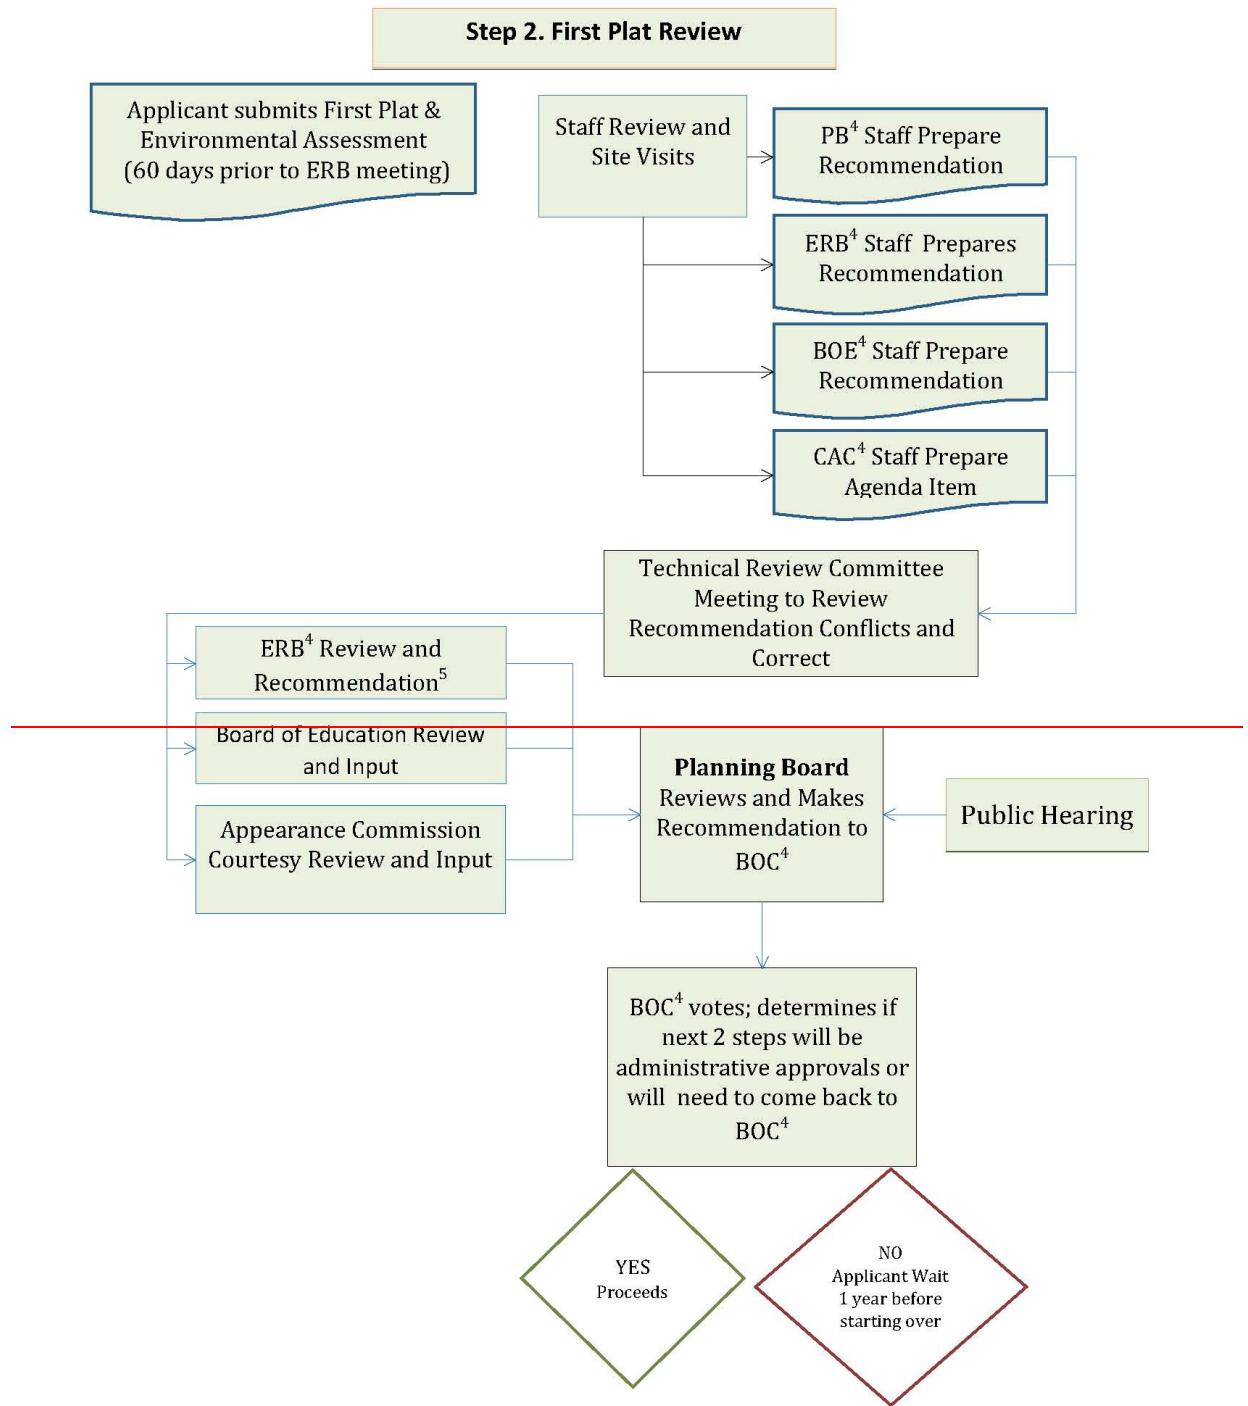 Step 2. First Plat Review
Applicant submits First Plat &
Environmental Assessment
(60 days prior to ERB meeting)
Staff Review and
Site Visits
PB⁴ Staff Prepare
Recommendation
ERB⁴ Staff Prepares
Recommendation
BOE⁴ Staff Prepare
Recommendation
CAC⁴ Staff Prepare
Agenda Item
Technical Review Committee
Meeting to Review
Recommendation Conflicts and
Correct
ERB⁴ Review and
Recommendation⁵
Board of Education Review
and Input
Appearance Commission
Courtesy Review and Input
Planning Board
Reviews and Makes
Recommendation to
BOC⁴
Public Hearing
BOC⁴ votes; determines if
next 2 steps will be
administrative approvals or
will need to come back to
BOC⁴
YES
Proceeds
NO
Applicant Wait
1 year before
starting over